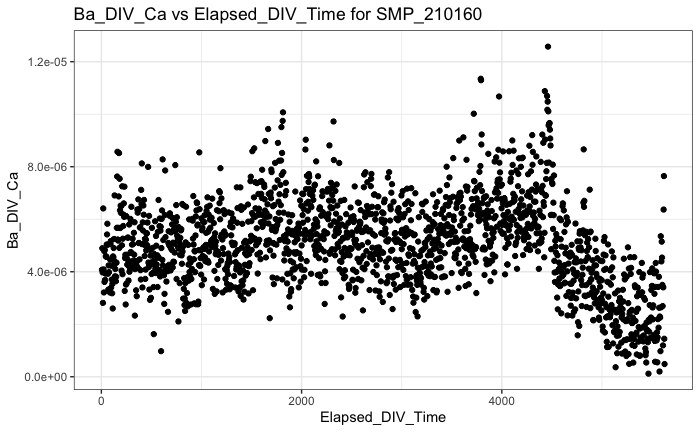 Ba_DIV_Ca vs Elapsed_DIV_Time for SMP_210160
1.2e-05
8.0e-06
4.0e-06
0.0e+00
Ba_DIV_Ca
0
2000
4000
Elapsed_DIV_Time